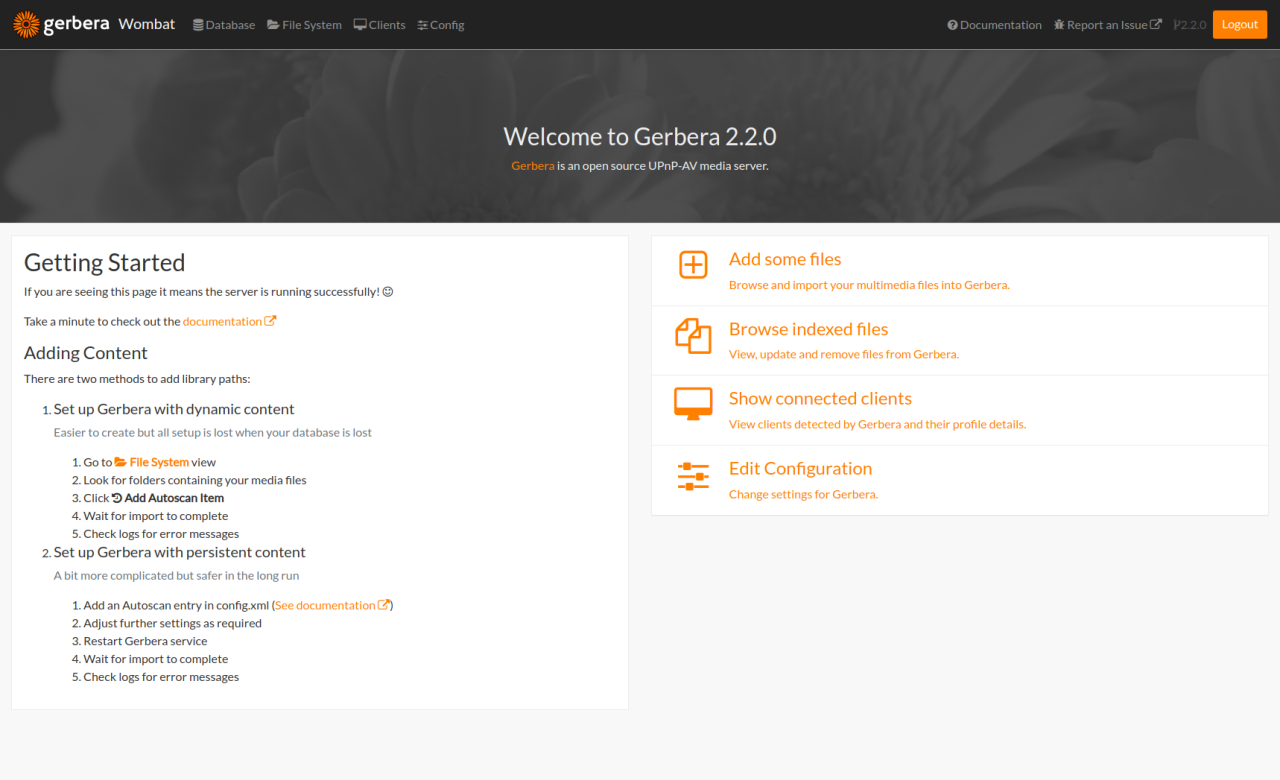 gerbera Wombat Database File System Clients Config Documentation Report an Issue 2.2.0 Logout
Welcome to Gerbera 2.2.0
Gerbera is an open source UPnP-AV media server.
Getting Started
If you are seeing this page it means the server is running successfully!
Take a minute to check out the documentation
Adding Content
There are two methods to add library paths:
1. Set up Gerbera with dynamic content
Easier to create but all setup is lost when your database is lost
1. Go to File System view
2. Look for folders containing your media files
3. Click Add Autoscan Item
4. Wait for import to complete
5. Check logs for error messages
2. Set up Gerbera with persistent content
A bit more complicated but safer in the long run
1. Add an Autoscan entry in config.xml (See documentation )
2. Adjust further settings as required
3. Restart Gerbera service
4. Wait for import to complete
5. Check logs for error messages
Add some files
Browse and import your multimedia files into Gerbera.
Browse indexed files
View, update and remove files from Gerbera.
Show connected clients
View clients detected by Gerbera and their profile details.
Edit Configuration
Change settings for Gerbera.